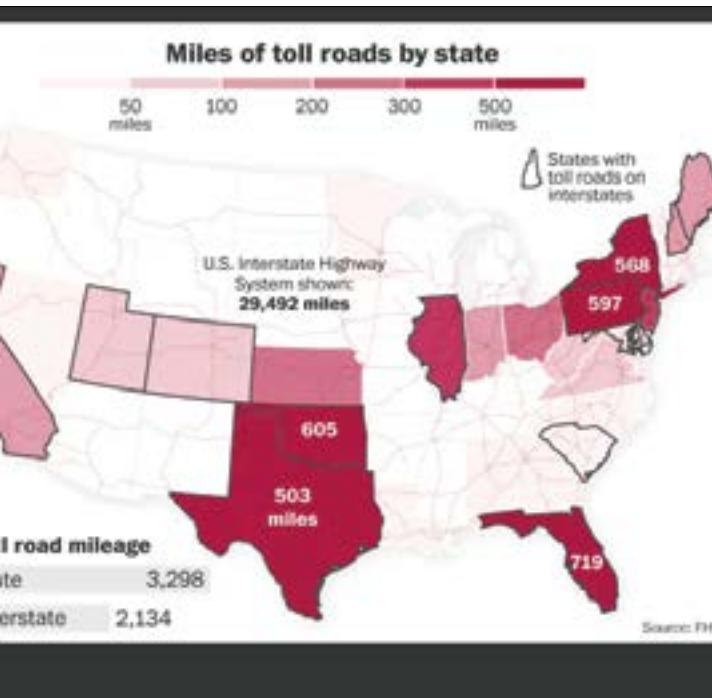 Miles of toll roads by state
50 100 200 300 500
miles miles
States with
toll roads on
interstates
U.S. Interstate Highway
System shown:
29,492 miles
568
597
605
503
miles
719
l road mileage
te 3,298
erstate 2,134
Source: FH